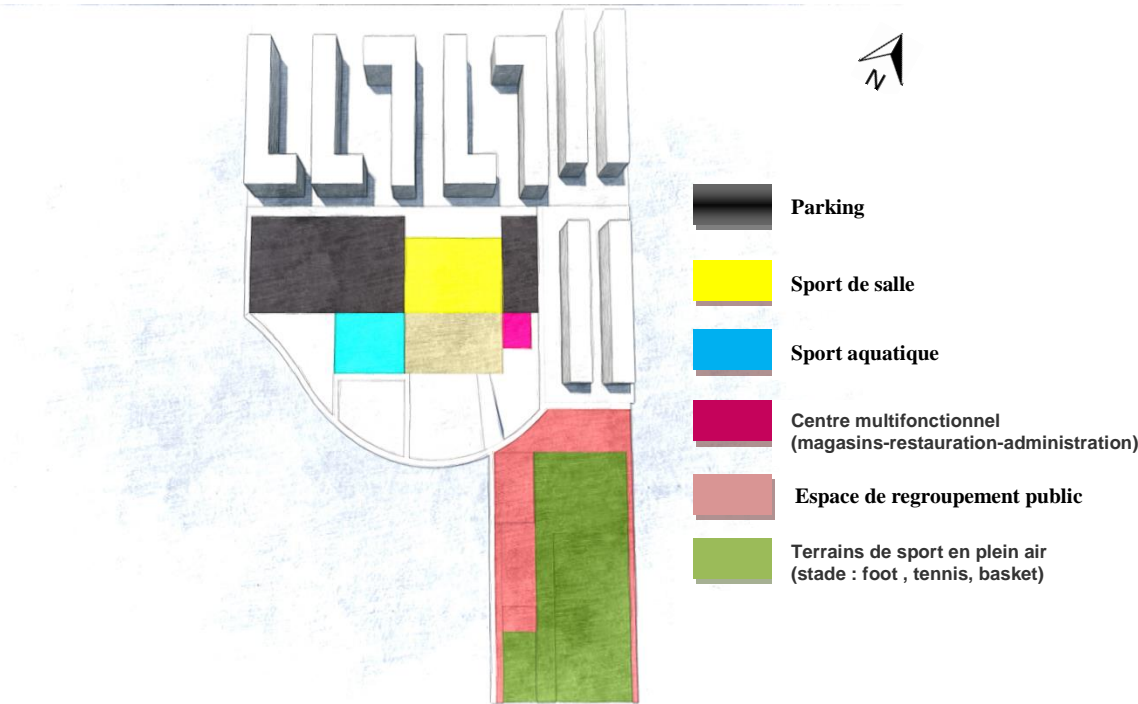 N
Parking
Sport de salle
Sport aquatique
Centre multifonctionnel
(magasins-restauration-administration)
Espace de regroupement public
Terrains de sport en plein air
(stade : foot , tennis, basket)